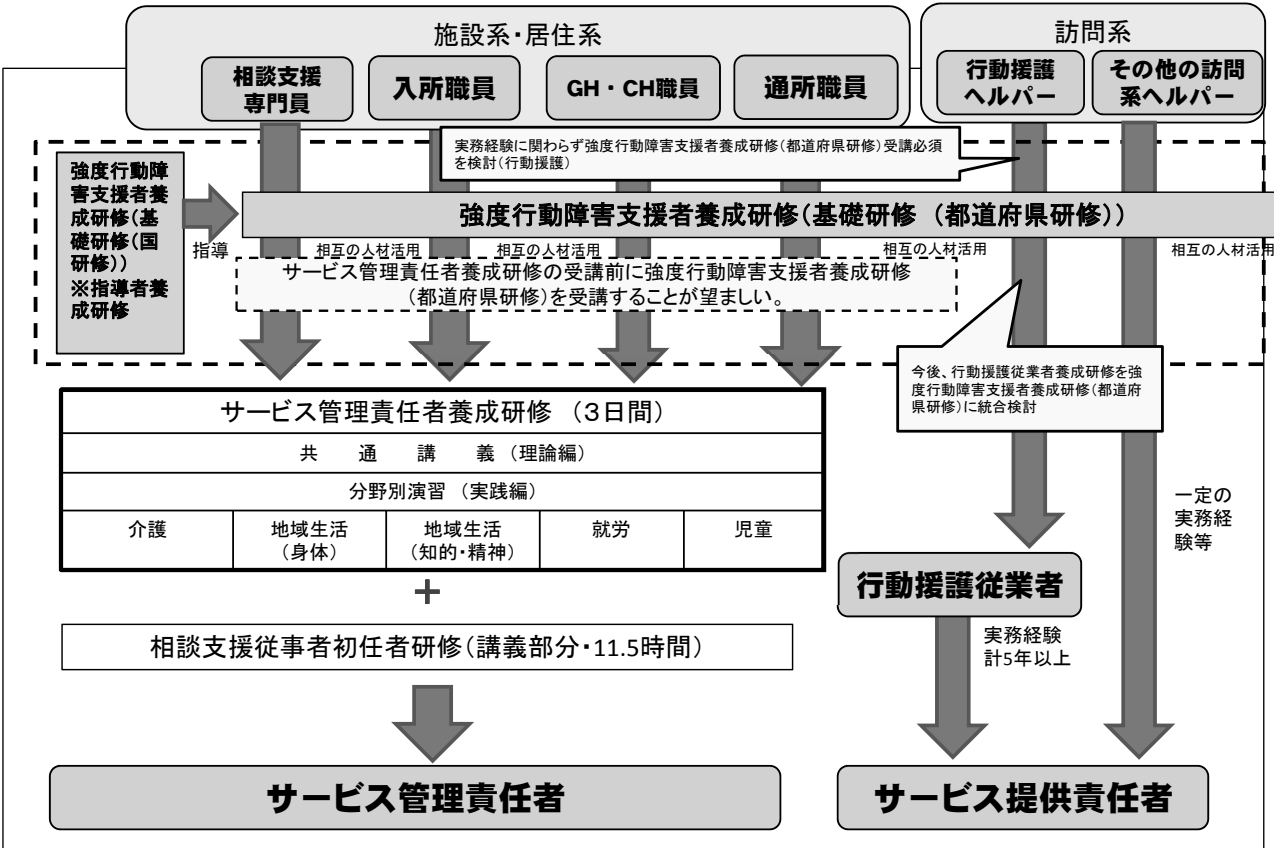 施設系・居住系
訪問系
相談支援
専門員
入所職員
GH・CH職員
通所職員
行動援護
ヘルパー
その他の訪問
系ヘルパー
実務経験に関わらず強度行動障害支援者養成研修(都道府県研修)受講必須
を検討(行動援護)
強度行動障
害支援者養
成研修(基
礎研修(国
研修))
※指導者養
成研修
指導
強度行動障害支援者養成研修(基礎研修 (都道府県研修))
相互の人材活用
相互の人材活用
相互の人材活用
相互の人材活用
サービス管理責任者養成研修の受講前に強度行動障害支援者養成研修
(都道府県研修)を受講することが望ましい。
今後、行動援護従業者養成研修を強
度行動障害支援者養成研修(都道府
県研修)に統合検討
サービス管理責任者養成研修 (3日間)
共 通 講 義 (理論編)
分野別演習 (実践編)
介護
地域生活
(身体)
地域生活
(知的・精神)
就労
児童
+
相談支援従事者初任者研修(講義部分・11.5時間)
一定の
実務経
験等
行動援護従業者
実務経験
計5年以上
サービス管理責任者
サービス提供責任者